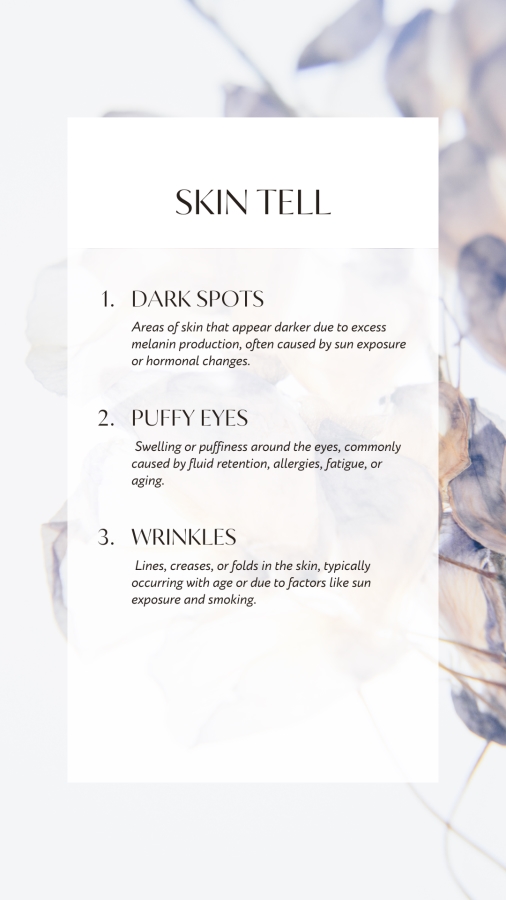 SKIN TELL
1. DARK SPOTS
Areas of skin that appear darker due to excess
melanin production, often caused by sun exposure
or hormonal changes.
2. PUFFY EYES
Swelling or puffiness around the eyes, commonly
caused by fluid retention, allergies, fatigue, or
aging.
3. WRINKLES
Lines, creases, or folds in the skin, typically
occurring with age or due to factors like sun
exposure and smoking.